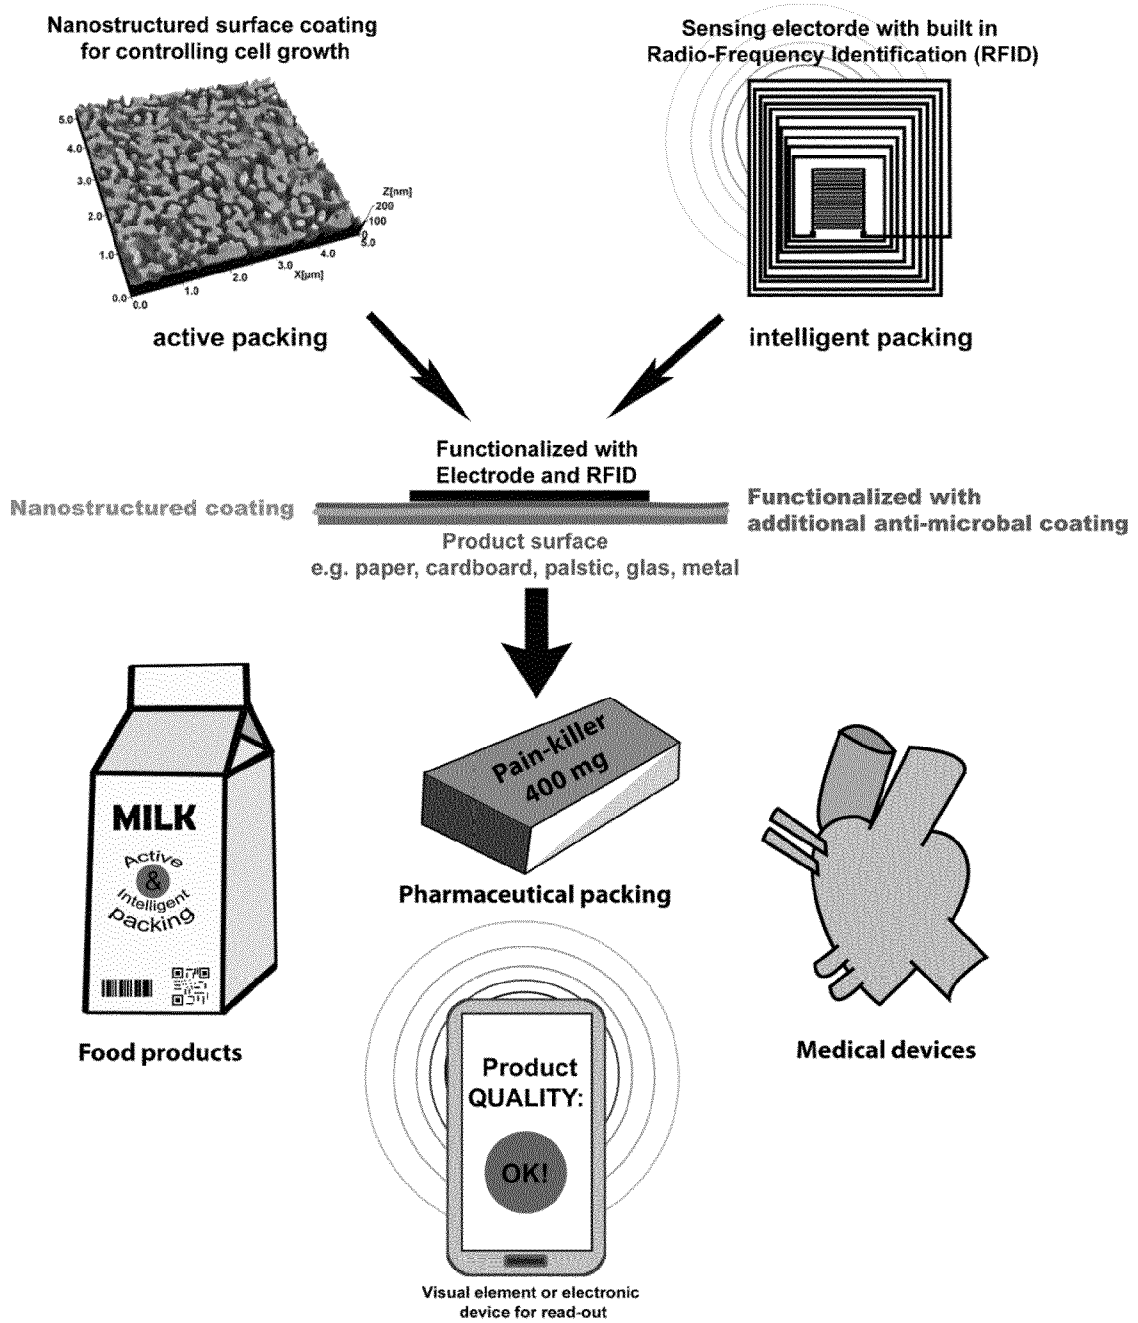 Nanostructured surface coating
for controlling cell growth
Sensing electorde with built in
Radio-Frequency Identification (RFID)
5.0
4.0
3.0
2.0
1.0
0.0
0.0
1.0
2.0
3.0
4.0
5.0
X[µm]
Z[nm]
200
100
0
active packing
intelligent packing
Functionalized with
Electrode and RFID
Nanostructured coating
Functionalized with
additional anti-microbal coating
Product surface
e.g. paper, cardboard, palstic, glas, metal
MILK
Active
&
Intelligent
packing
Food products
Pain-killer
400 mg
Pharmaceutical packing
Medical devices
Product
QUALITY:
OK!
Visual element or electronic
device for read-out